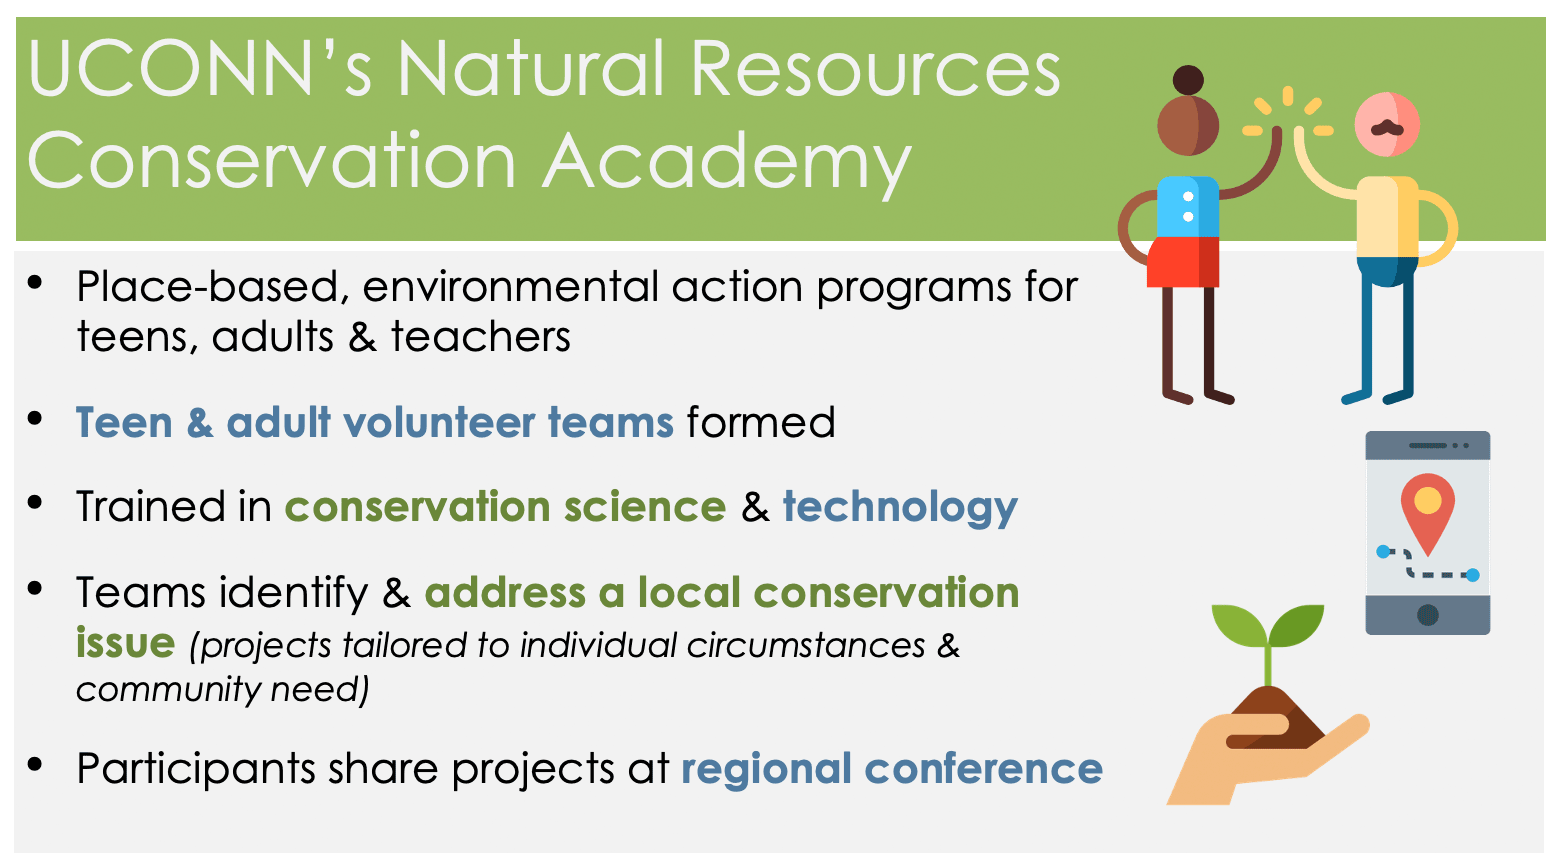 UCONN’s Natural Resources
Conservation Academy
• Place-based, environmental action programs for
teens, adults & teachers
• Teen & adult volunteer teams formed
• Trained in conservation science & technology
• Teams identify & address a local conservation
issue (projects tailored to individual circumstances &
community need)
• Participants share projects at regional conference